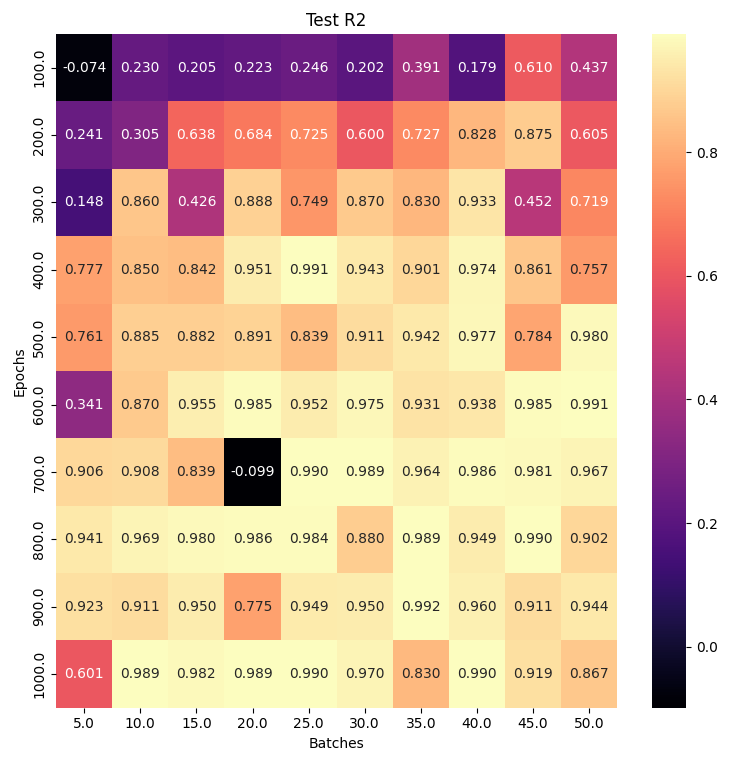 Test R2
100.0 -0.074 0.230 0.205 0.223 0.246 0.202 0.391 0.179 0.610 0.437
200.0 0.241 0.305 0.638 0.684 0.725 0.600 0.727 0.828 0.875 0.605
300.0 0.148 0.860 0.426 0.888 0.749 0.870 0.830 0.933 0.452 0.719
400.0 0.777 0.850 0.842 0.951 0.991 0.943 0.901 0.974 0.861 0.757
500.0 0.761 0.885 0.882 0.891 0.839 0.911 0.942 0.977 0.784 0.980
600.0 0.341 0.870 0.955 0.985 0.952 0.975 0.931 0.938 0.985 0.991
700.0 0.906 0.908 0.839 -0.099 0.990 0.989 0.964 0.986 0.981 0.967
800.0 0.941 0.969 0.980 0.986 0.984 0.880 0.989 0.949 0.990 0.902
900.0 0.923 0.911 0.950 0.775 0.949 0.950 0.992 0.960 0.911 0.944
1000.0 0.601 0.989 0.982 0.989 0.990 0.970 0.830 0.990 0.919 0.867
5.0 10.0 15.0 20.0 25.0 30.0 35.0 40.0 45.0 50.0
Batches
Epochs
0.8
0.6
0.4
0.2
0.0